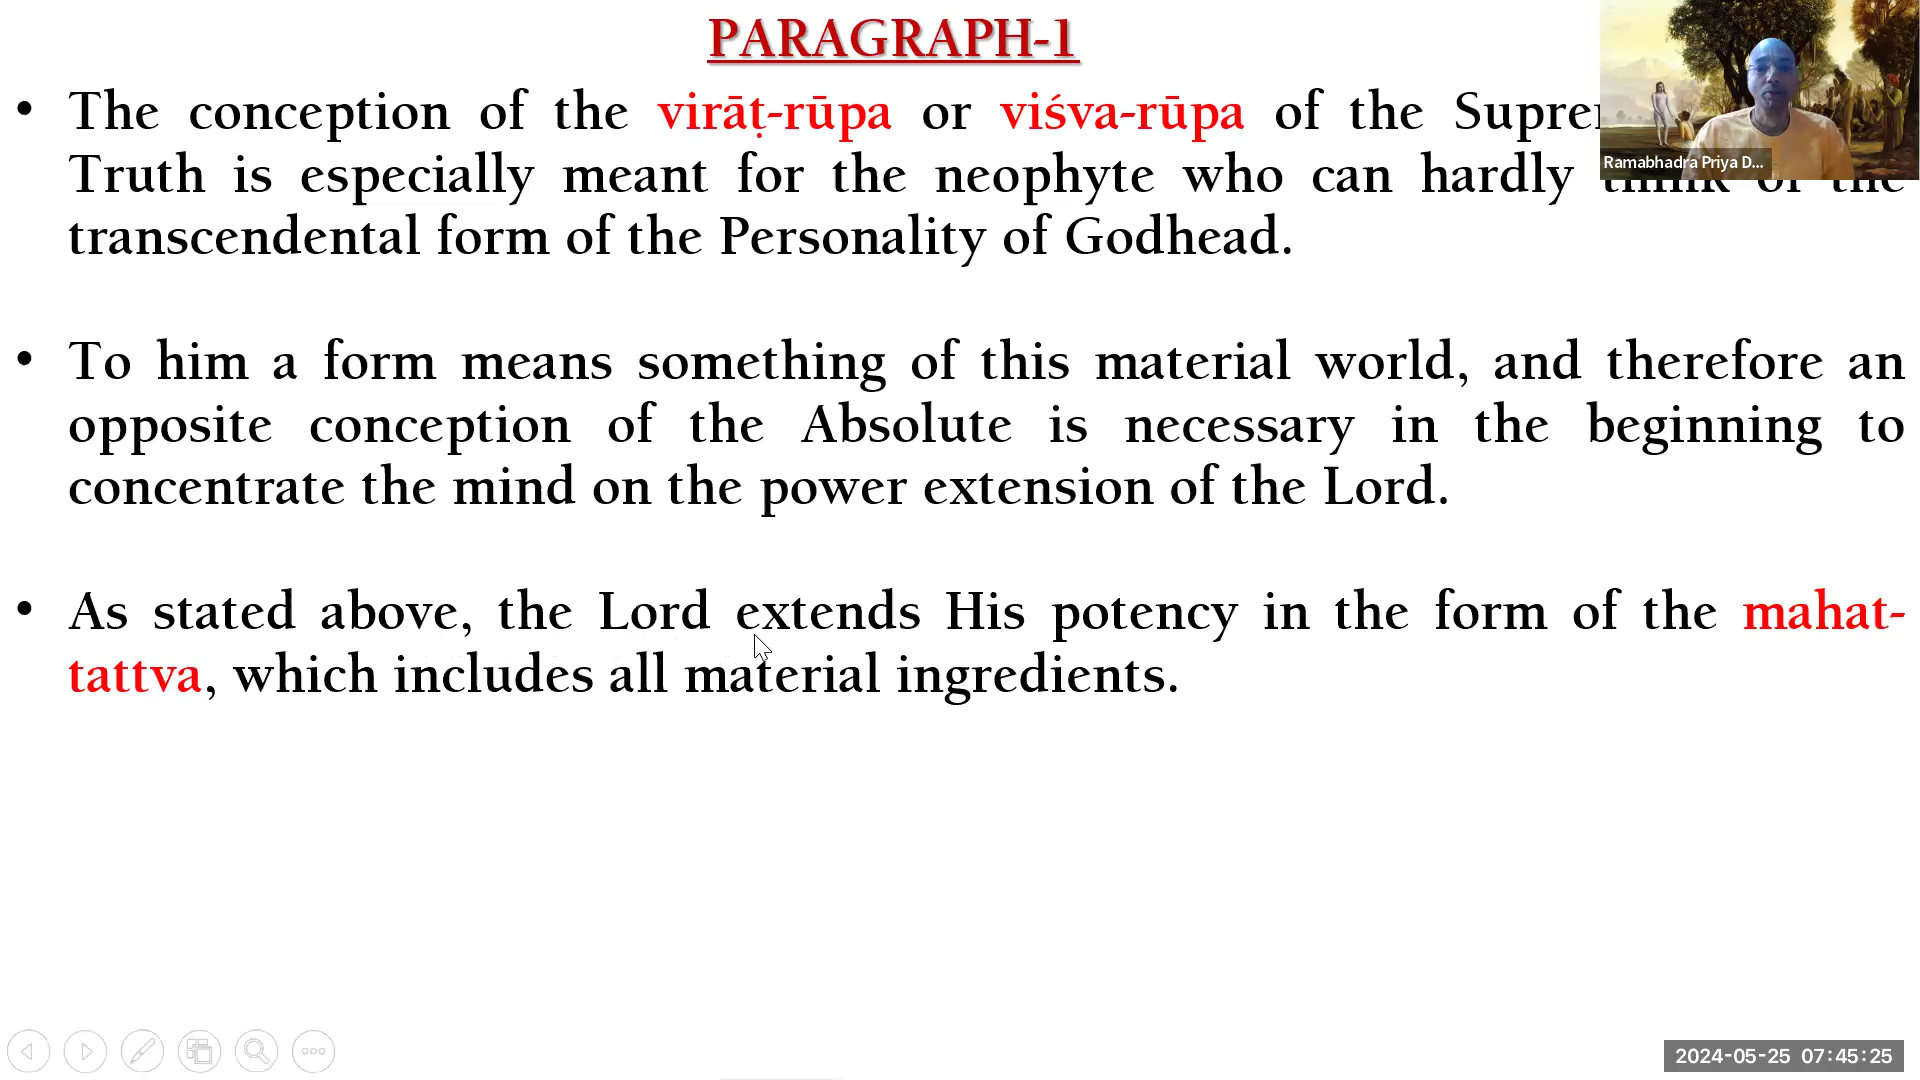 PARAGRAPH-1
• The conception of the virāṭ-rūpa or viśva-rūpa of the
Truth is especially meant for the neophyte who can hardly think of the
transcendental form of the Personality of Godhead.
• To him a form means something of this material world, and therefore an
opposite conception of the Absolute is necessary in the beginning to
concentrate the mind on the power extension of the Lord.
• As stated above, the Lord extends His potency in the form of the mahat-
tattva, which includes all material ingredients.
Ramabhadra Priya D...
2024-05-25 07:45:25